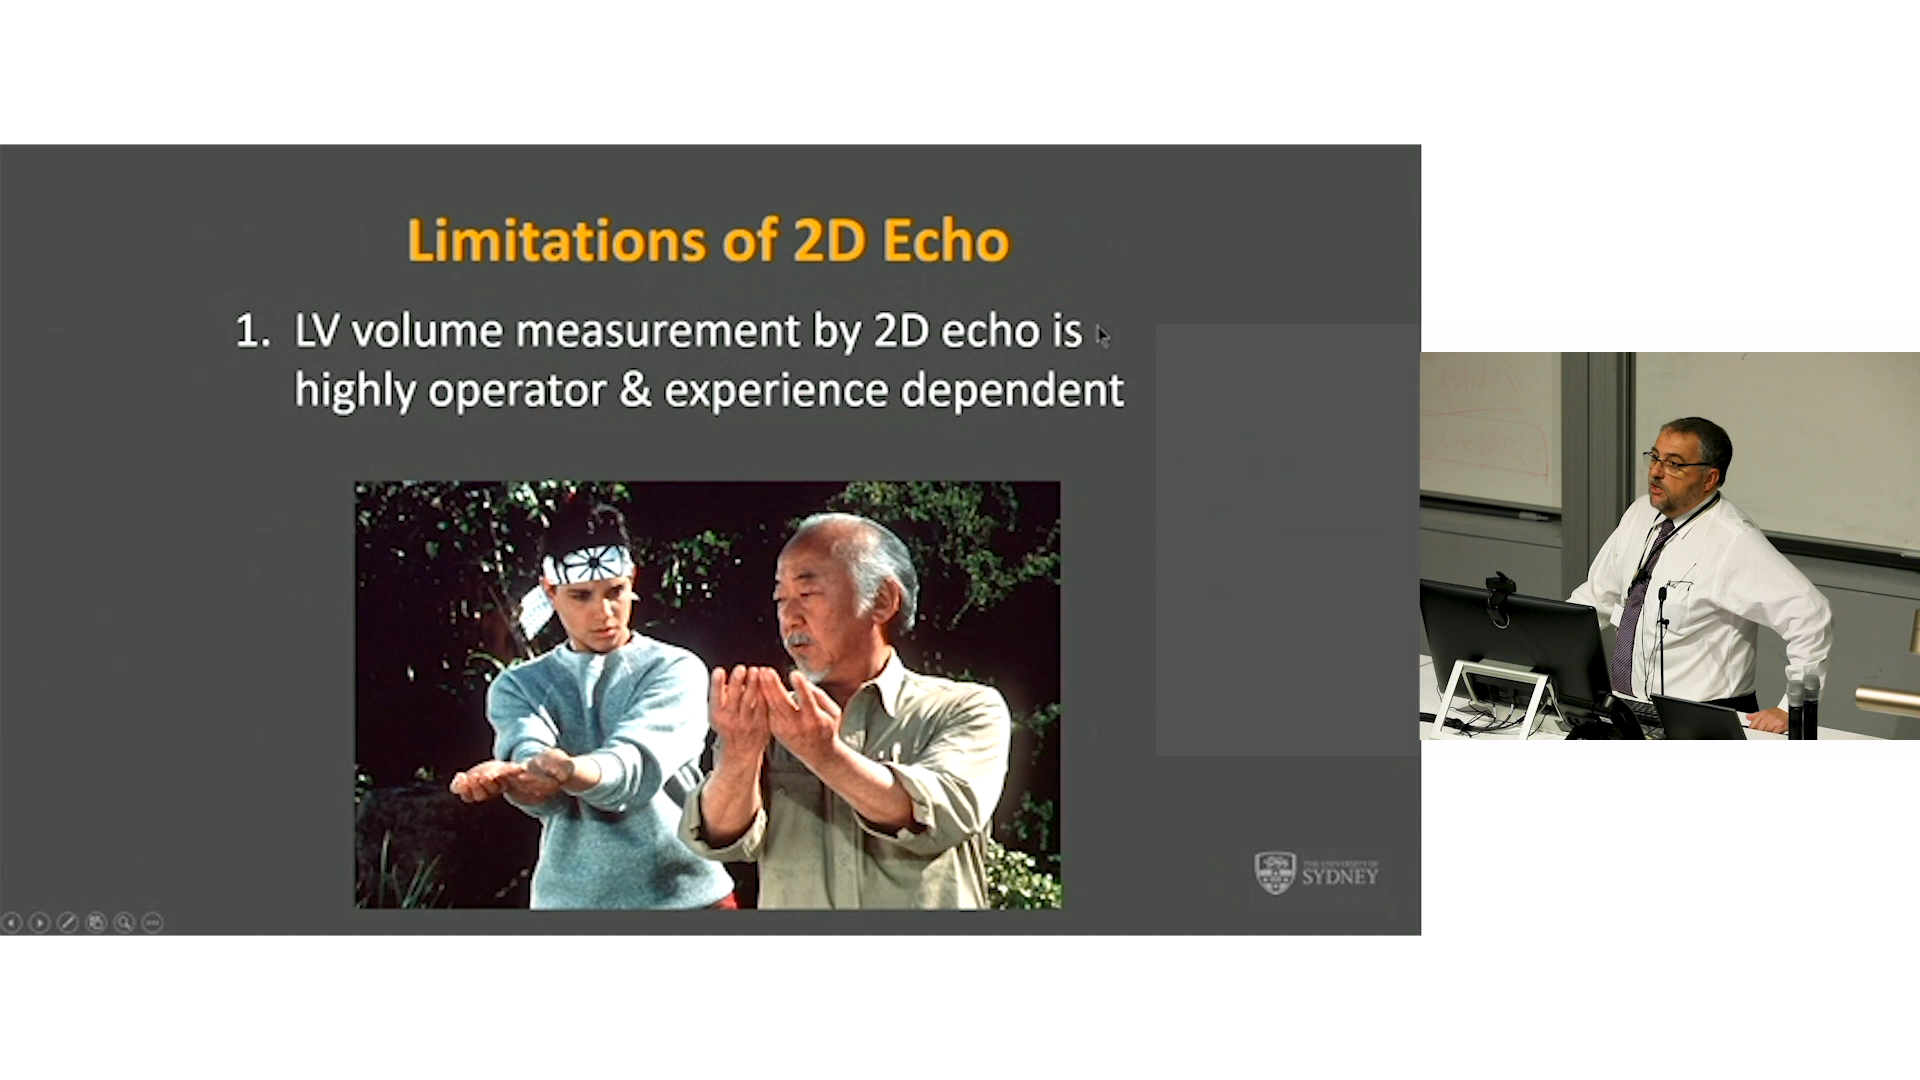 Limitations of 2D Echo
1. LV volume measurement by 2D echo is
highly operator & experience dependent
THE UNIVERSITY OF
SYDNEY